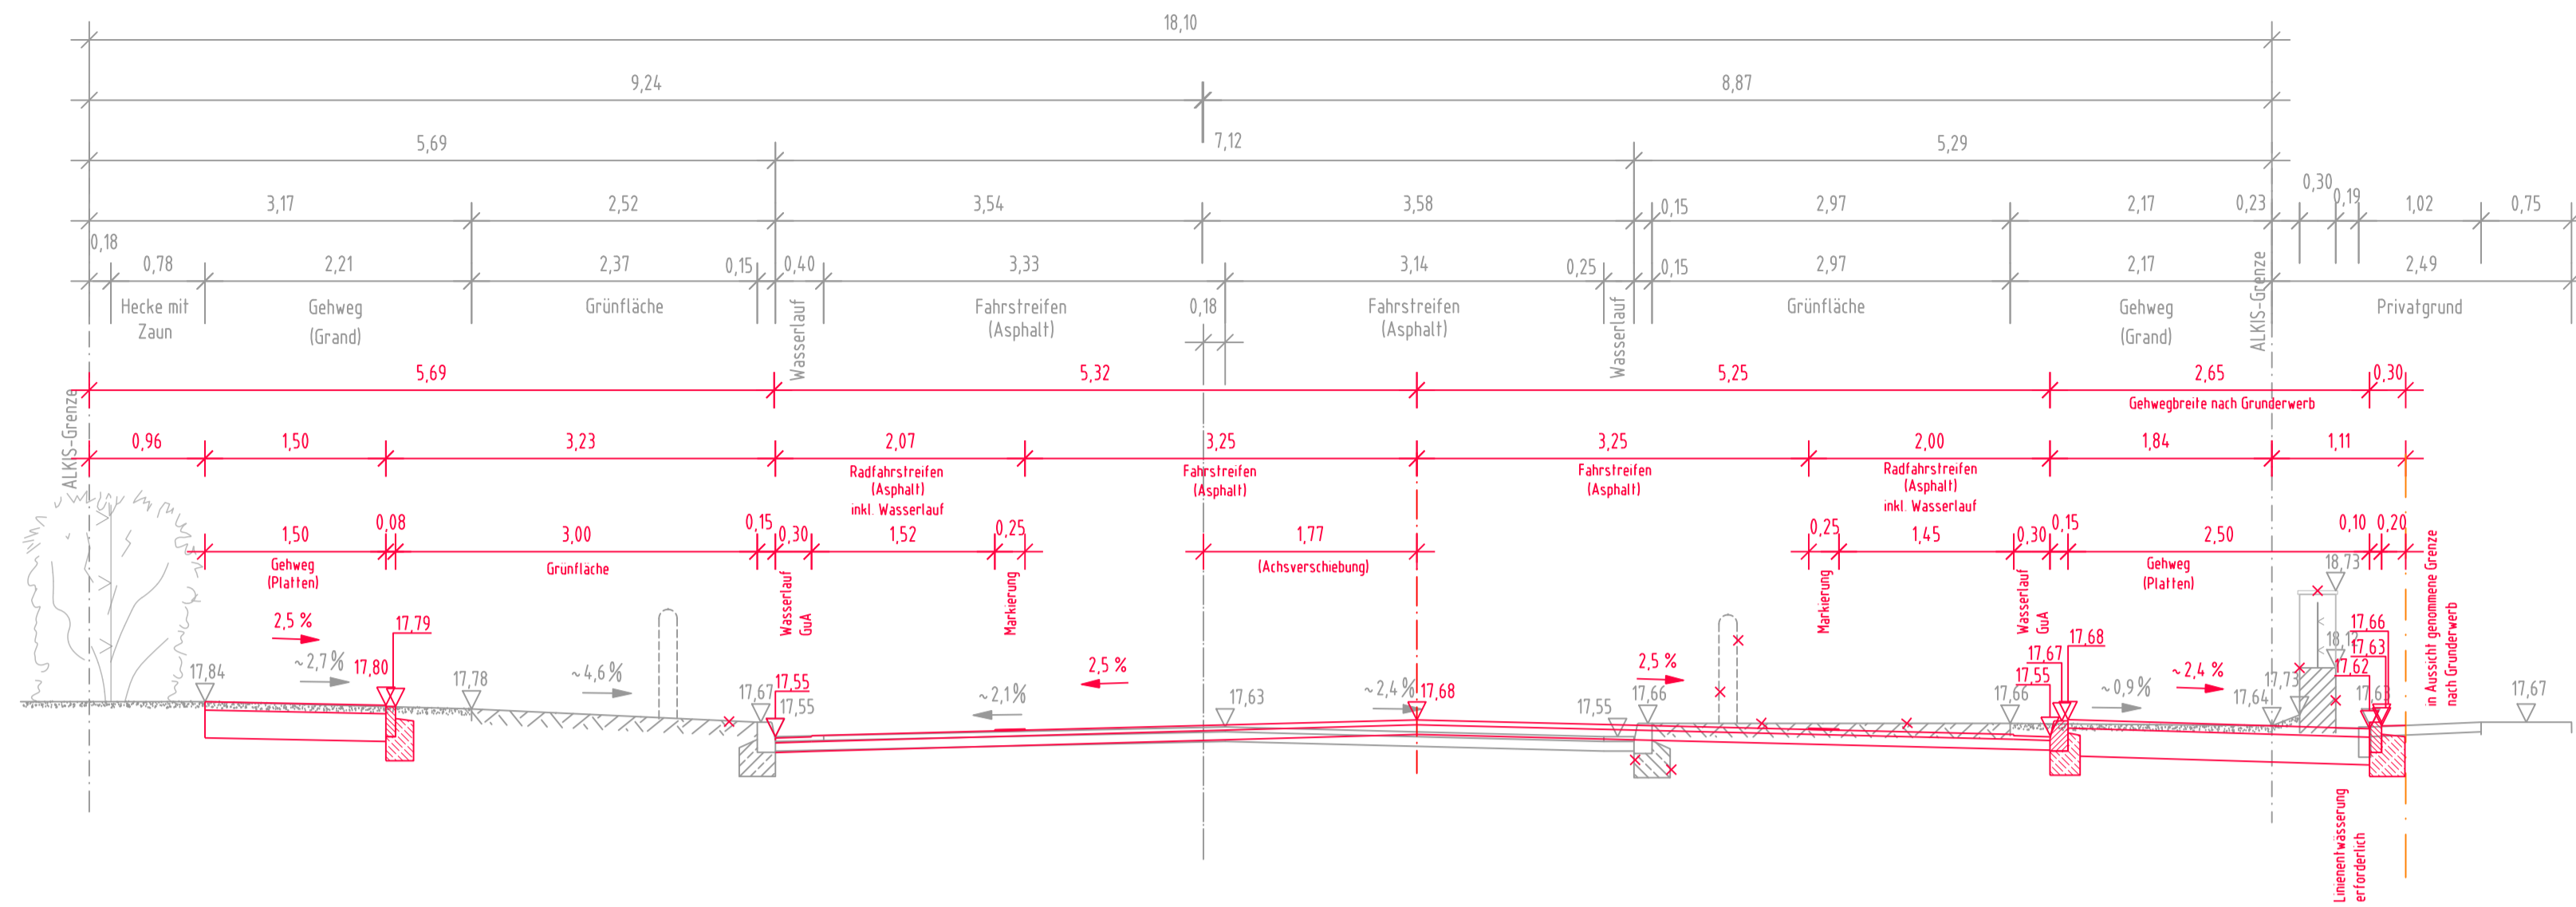 18,10
9,24 8,87
5,69 7,12 5,29
3,17 2,52 3,54 3,58 0,15 2,97 2,17 0,23 0,30 0,19 1,02 0,75
0,18 0,78 2,21 2,37 0,15 0,40 3,33 3,14 0,25 0,15 2,97 2,17 2,49
Hecke mit
Zaun
Gehweg
(Grand)
Grünfläche
Wasserlauf
Fahrstreifen
(Asphalt)
0,18
Fahrstreifen
(Asphalt)
Wasserlauf
Grünfläche
Gehweg
(Grand)
ALKIS-Grenze
Privatgrund
ALKIS-Grenze
5,69 5,32 5,25 2,65 0,30
Gehwegbreite nach Grunderwerb
0,96 1,50 3,23 2,07 3,25 3,25 2,00 1,84 1,11
Radfahrstreifen
(Asphalt)
inkl. Wasserlauf
Fahrstreifen
(Asphalt)
Fahrstreifen
(Asphalt)
Radfahrstreifen
(Asphalt)
inkl. Wasserlauf
1,50 0,08 3,00 0,15 0,30 1,52 0,25 1,77 0,25 1,45 0,30 0,15 2,50 0,10 0,20
Gehweg
(Platten)
Grünfläche
Wasserlauf
GuA
Markierung
(Achsverschiebung)
Markierung
Wasserlauf
GuA
Gehweg
(Platten)
in Aussicht genommene Grenze
nach Grunderwerb
2,5 % 17,79
17,84 ~2,7% 17,80 17,78 ~4,6% 17,67 17,55
17,55
~2,1% 2,5 % 17,63 ~2,4% 17,68
17,55 2,5 % 17,66
17,66 17,55 17,67 17,68
~0,9% ~2,4 %
17,64 17,73 18,73
17,66
17,63
17,62
17,63
17,67
Linienentwässerung
erforderlich